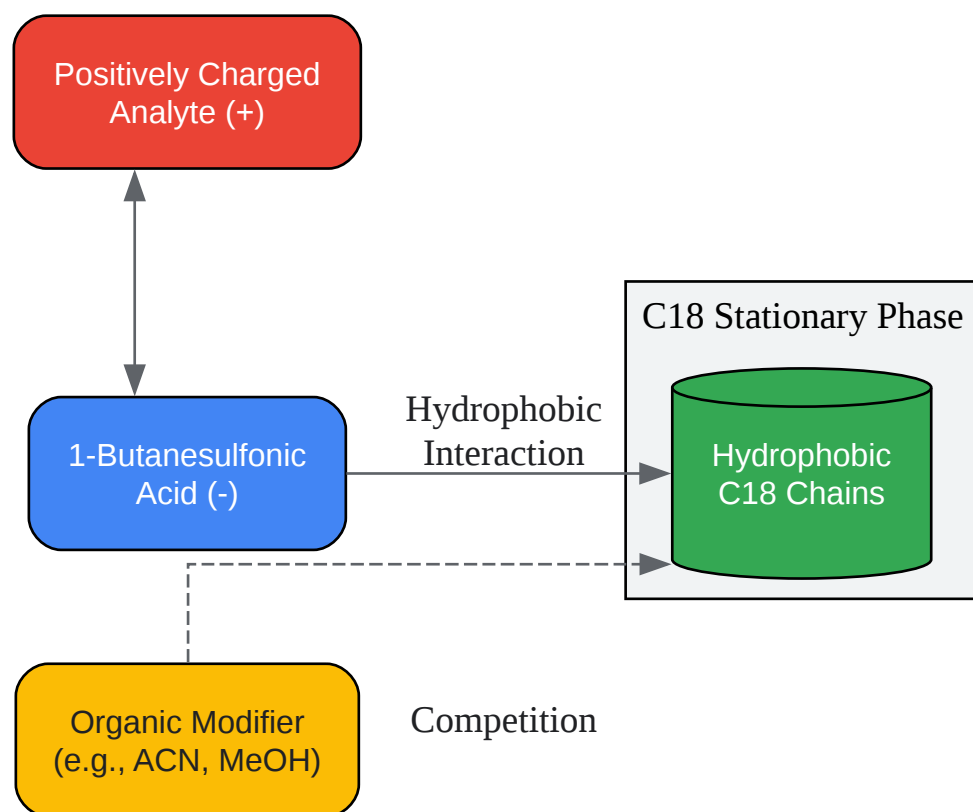 Positively Charged
Analyte (+)
C18 Stationary Phase
Hydrophobic
Interaction
1-Butanesulfonic
Acid (-)
Hydrophobic
C18 Chains
Organic Modifier
(e.g., ACN, MeOH)
Competition